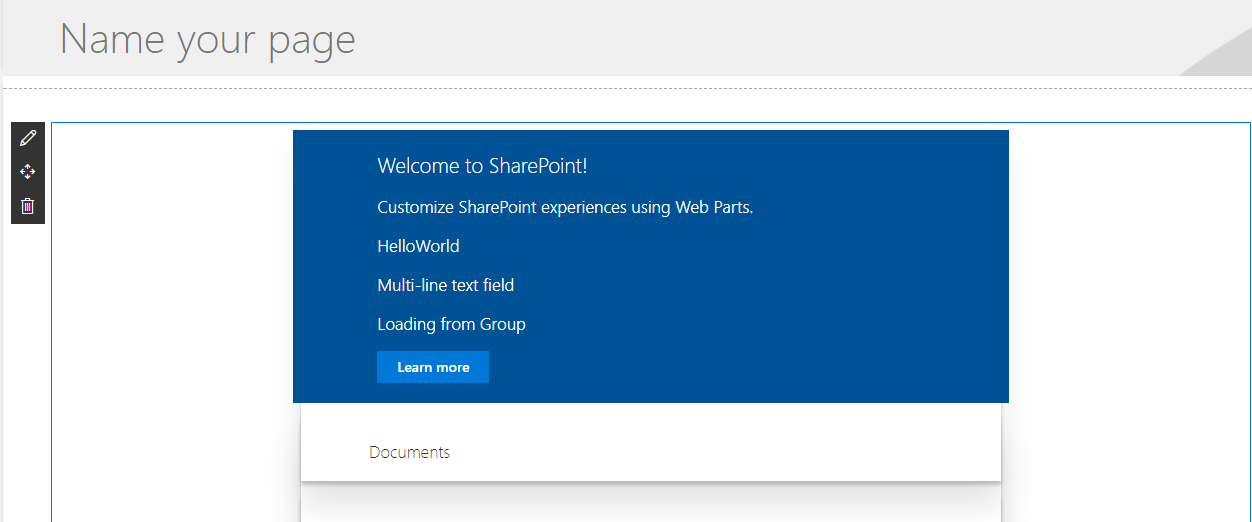 Name your page
Welcome to SharePoint!
Customize SharePoint experiences using Web Parts.
HelloWorld
Multi-line text field
Loading from Group
Learn more
Documents